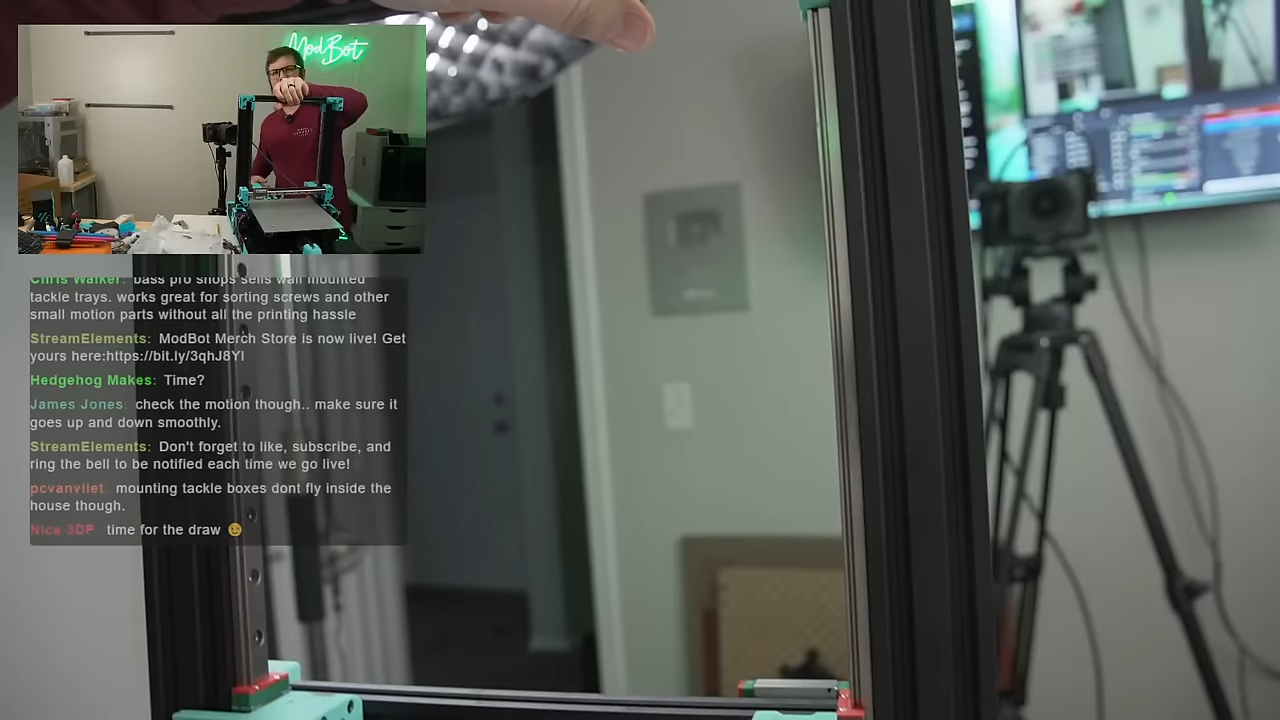 ModBot
Chris Walker: bass pro shops sells wall mounted
tackle trays. works great for sorting screws and other
small motion parts without all the printing hassle
StreamElements: ModBot Merch Store is now live! Get
yours here:https://bit.ly/3qhJ8Yl
Hedgehog Makes: Time?
James Jones: check the motion though.. make sure it
goes up and down smoothly.
StreamElements: Don't forget to like, subscribe, and
ring the bell to be notified each time we go live!
pcvanvliet: mounting tackle boxes dont fly inside the
house though.
Nice 3DP: time for the draw 😉